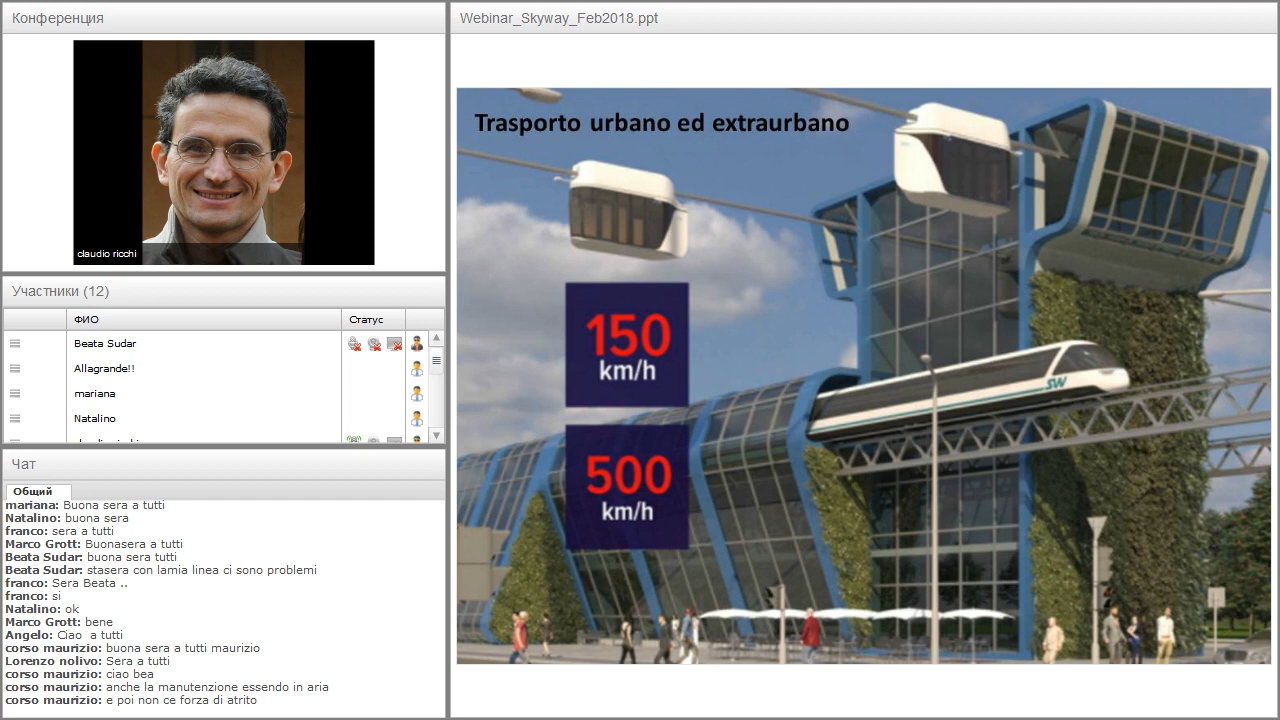 Конференция
claudio ricchi
Участники (12)
ФИО
Статус
Beata Sudar
Allagrande!!
mariana
Natalino
Чат
Общий
mariana: Buona sera a tutti
Natalino: buona sera
franco: sera a tutti
Marco Grott: Buonasera a tutti
Beata Sudar: buona sera tutti
Beata Sudar: stasera con lamia linea ci sono problemi
franco: Sera Beata ..
franco: si
Natalino: ok
Marco Grott: bene
Angelo: Ciao  a tutti
corso maurizio: buona sera a tutti maurizio
Lorenzo nolivo: Sera a tutti
corso maurizio: ciao bea
corso maurizio: anche la manutenzione essendo in aria
corso maurizio: e poi non ce forza di atrito
Webinar_Skyway_Feb2018.ppt
Trasporto urbano ed extraurbano
150
km/h
500
km/h
SW